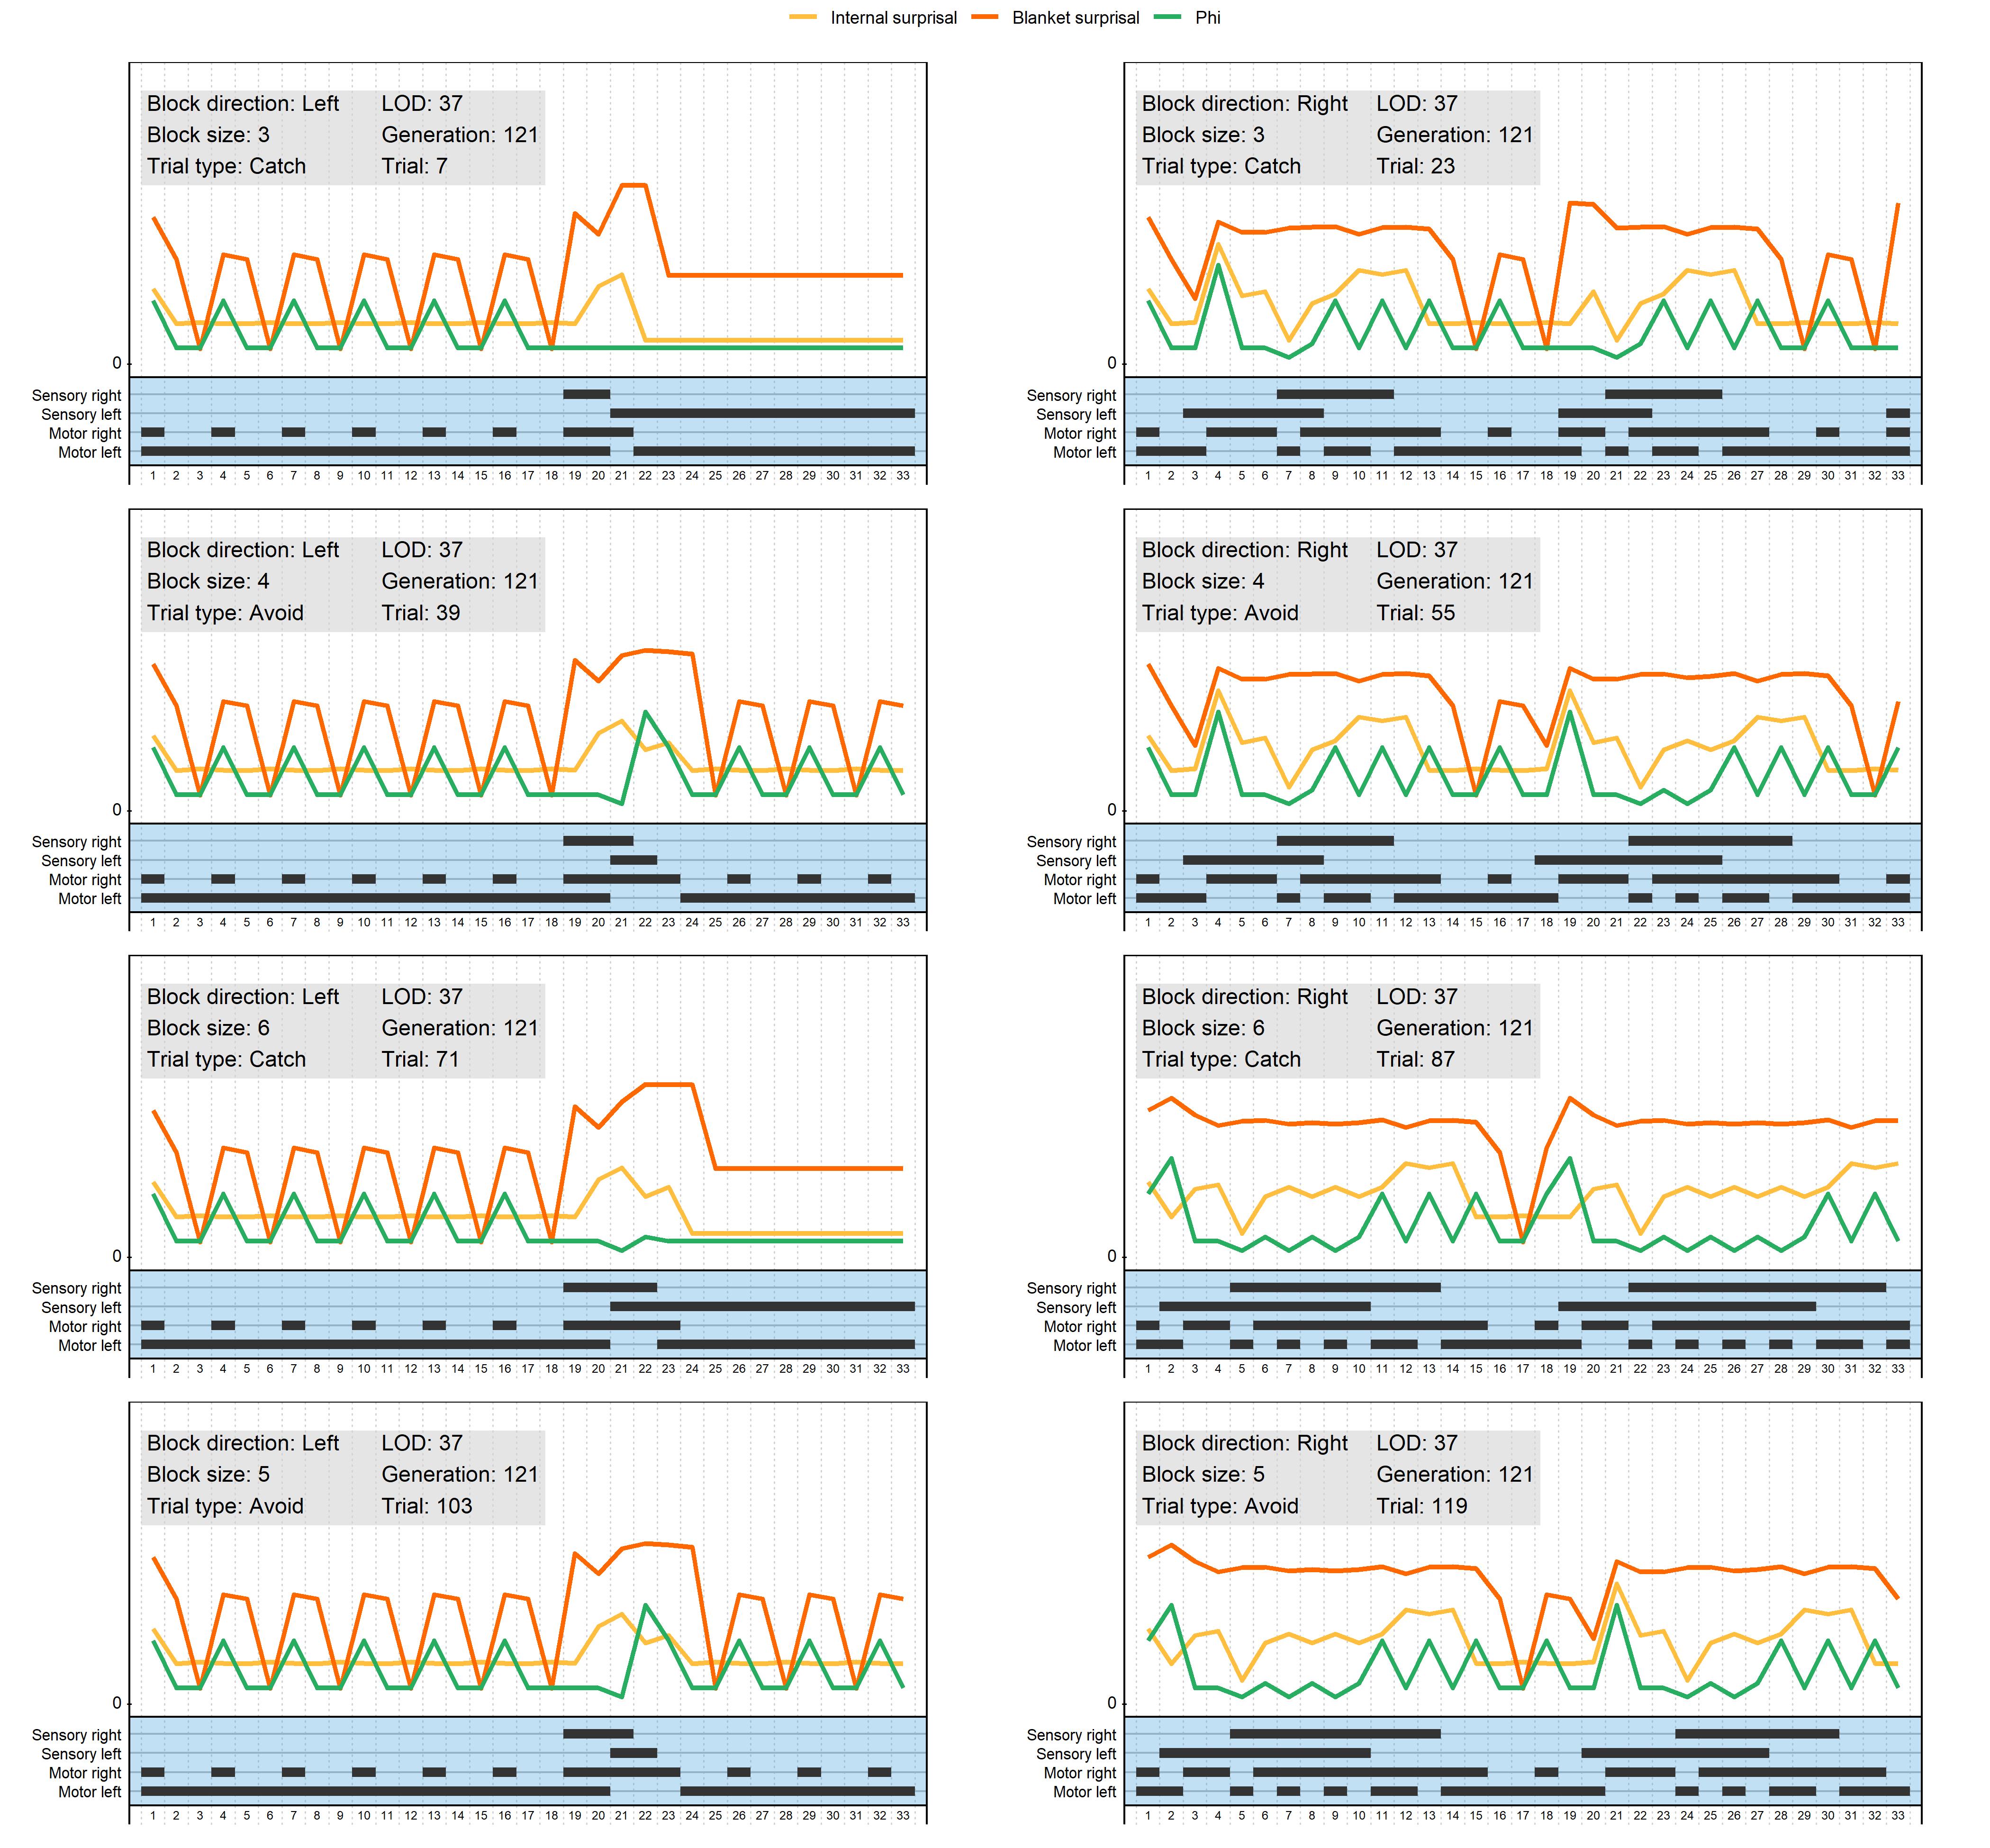 Internal surprisal Blanket surprisal Phi
Block direction: Left LOD: 37
Block size: 3 Generation: 121
Trial type: Catch Trial: 7
0
Sensory right
Sensory left
Motor right
Motor left
1 2 3 4 5 6 7 8 9 10 11 12 13 14 15 16 17 18 19 20 21 22 23 24 25 26 27 28 29 30 31 32 33
Block direction: Right LOD: 37
Block size: 3 Generation: 121
Trial type: Catch Trial: 23
0
Sensory right
Sensory left
Motor right
Motor left
1 2 3 4 5 6 7 8 9 10 11 12 13 14 15 16 17 18 19 20 21 22 23 24 25 26 27 28 29 30 31 32 33
Block direction: Left LOD: 37
Block size: 4 Generation: 121
Trial type: Avoid Trial: 39
0
Sensory right
Sensory left
Motor right
Motor left
1 2 3 4 5 6 7 8 9 10 11 12 13 14 15 16 17 18 19 20 21 22 23 24 25 26 27 28 29 30 31 32 33
Block direction: Right LOD: 37
Block size: 4 Generation: 121
Trial type: Avoid Trial: 55
0
Sensory right
Sensory left
Motor right
Motor left
1 2 3 4 5 6 7 8 9 10 11 12 13 14 15 16 17 18 19 20 21 22 23 24 25 26 27 28 29 30 31 32 33
Block direction: Left LOD: 37
Block size: 6 Generation: 121
Trial type: Catch Trial: 71
0
Sensory right
Sensory left
Motor right
Motor left
1 2 3 4 5 6 7 8 9 10 11 12 13 14 15 16 17 18 19 20 21 22 23 24 25 26 27 28 29 30 31 32 33
Block direction: Right LOD: 37
Block size: 6 Generation: 121
Trial type: Catch Trial: 87
0
Sensory right
Sensory left
Motor right
Motor left
1 2 3 4 5 6 7 8 9 10 11 12 13 14 15 16 17 18 19 20 21 22 23 24 25 26 27 28 29 30 31 32 33
Block direction: Left LOD: 37
Block size: 5 Generation: 121
Trial type: Avoid Trial: 103
0
Sensory right
Sensory left
Motor right
Motor left
1 2 3 4 5 6 7 8 9 10 11 12 13 14 15 16 17 18 19 20 21 22 23 24 25 26 27 28 29 30 31 32 33
Block direction: Right LOD: 37
Block size: 5 Generation: 121
Trial type: Avoid Trial: 119
0
Sensory right
Sensory left
Motor right
Motor left
1 2 3 4 5 6 7 8 9 10 11 12 13 14 15 16 17 18 19 20 21 22 23 24 25 26 27 28 29 30 31 32 33